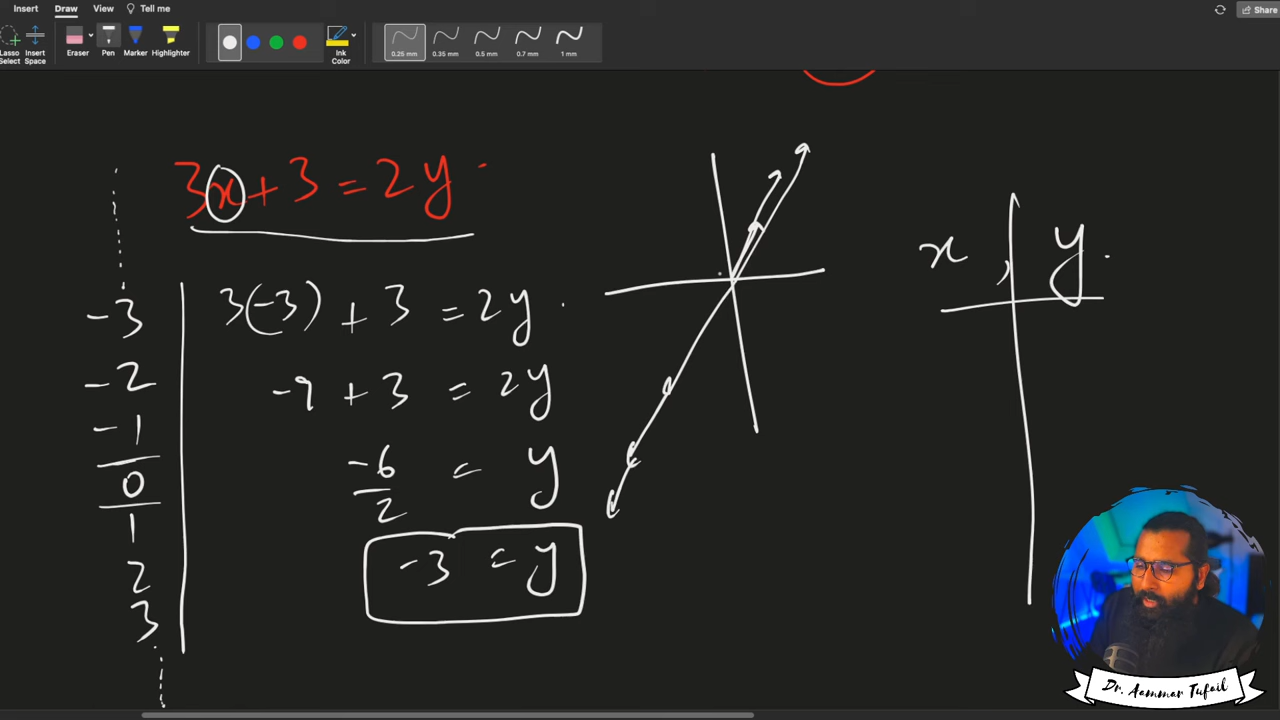 Insert Draw View Tell me Share
Lasso Select Insert Space Eraser Pen Marker Highlighter Ink Color 0.25 mm 0.35 mm 0.5 mm 0.7 mm 1 mm
3x + 3 = 2y
-3
-2
-1
0
1
2
3
3(-3) + 3 = 2y.
-9 + 3 = 2y
-6/2 = y
-3 = y
x , y.
Dr. Aammar Tufail